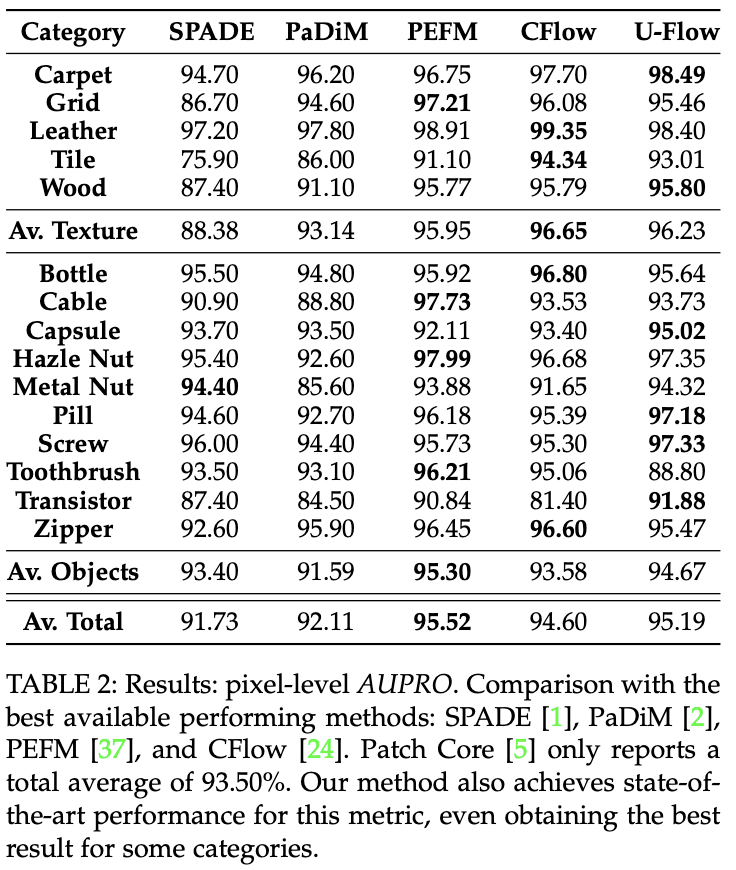 Category SPADE PaDiM PEFM CFlow U-Flow
Carpet 94.70 96.20 96.75 97.70 98.49
Grid 86.70 94.60 97.21 96.08 95.46
Leather 97.20 97.80 98.91 99.35 98.40
Tile 75.90 86.00 91.10 94.34 93.01
Wood 87.40 91.10 95.77 95.79 95.80
Av. Texture 88.38 93.14 95.95 96.65 96.23
Bottle 95.50 94.80 95.92 96.80 95.64
Cable 90.90 88.80 97.73 93.53 93.73
Capsule 93.70 93.50 92.11 93.40 95.02
Hazle Nut 95.40 92.60 97.99 96.68 97.35
Metal Nut 94.40 85.60 93.88 91.65 94.32
Pill 94.60 92.70 96.18 95.39 97.18
Screw 96.00 94.40 95.73 95.30 97.33
Toothbrush 93.50 93.10 96.21 95.06 88.80
Transistor 87.40 84.50 90.84 81.40 91.88
Zipper 92.60 95.90 96.45 96.60 95.47
Av. Objects 93.40 91.59 95.30 93.58 94.67
Av. Total 91.73 92.11 95.52 94.60 95.19
TABLE 2: Results: pixel-level AUPRO. Comparison with the
best available performing methods: SPADE [1], PaDiM [2],
PEFM [37], and CFlow [24]. Patch Core [5] only reports a
total average of 93.50%. Our method also achieves state-of-
the-art performance for this metric, even obtaining the best
result for some categories.